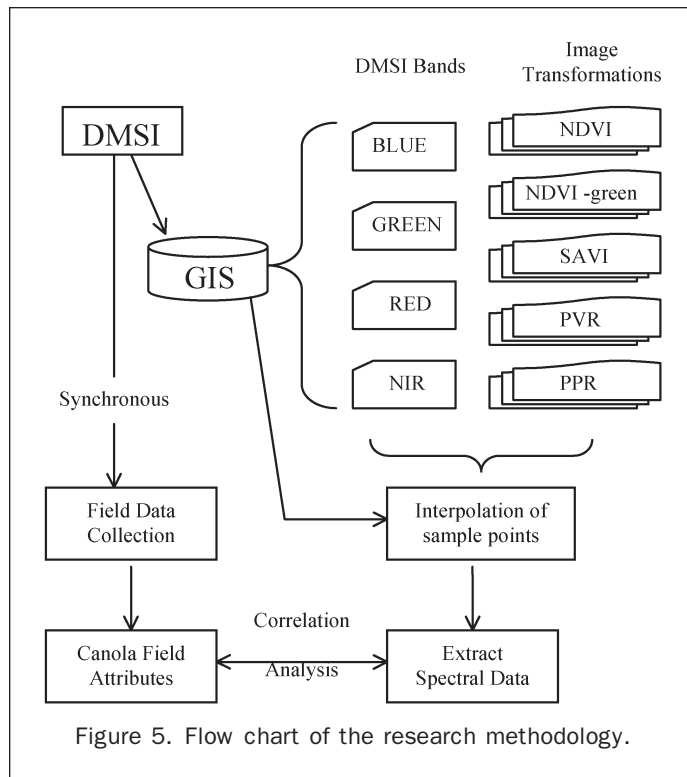 DMSI Bands
Image
Transformations
DMSI
GIS
BLUE
GREEN
RED
NIR
NDVI
NDVI -green
SAVI
PVR
PPR
Synchronous
Field Data
Collection
Interpolation of
sample points
Canola Field
Attributes
Correlation
Analysis
Extract
Spectral Data
Figure 5. Flow chart of the research methodology.